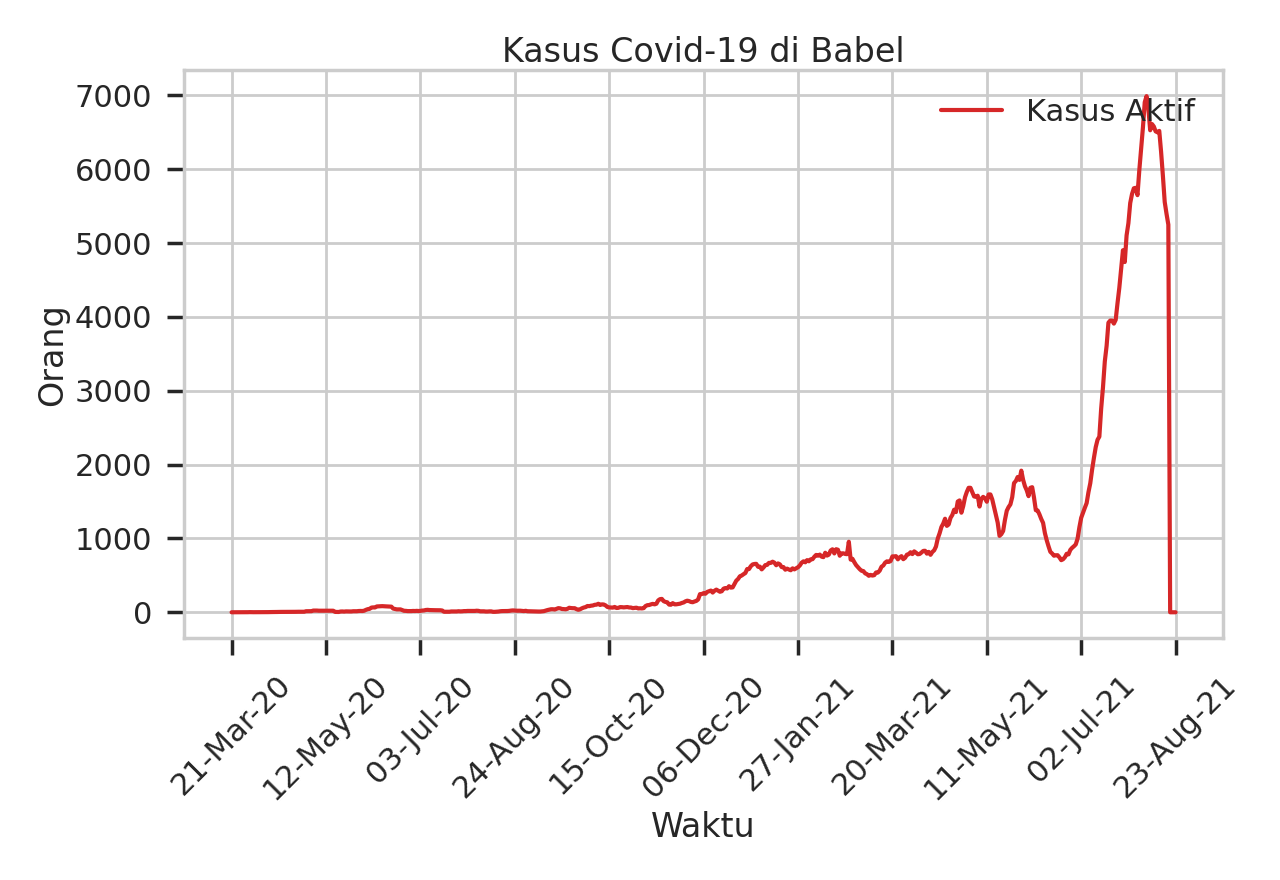 Kasus Covid-19 di Babel
Kasus Aktif
7000
6000
5000
4000
3000
2000
1000
0
Orang
21-Mar-20
12-May-20
03-Jul-20
24-Aug-20
15-Oct-20
06-Dec-20
27-Jan-21
20-Mar-21
11-May-21
02-Jul-21
23-Aug-21
Waktu